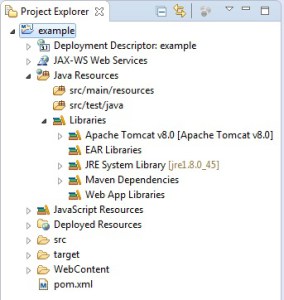 Project Explorer
example
Deployment Descriptor: example
JAX-WS Web Services
Java Resources
src/main/resources
src/test/java
Libraries
Apache Tomcat v8.0 [Apache Tomcat v8.0]
EAR Libraries
JRE System Library [jre1.8.0_45]
Maven Dependencies
Web App Libraries
JavaScript Resources
Deployed Resources
src
target
WebContent
pom.xml